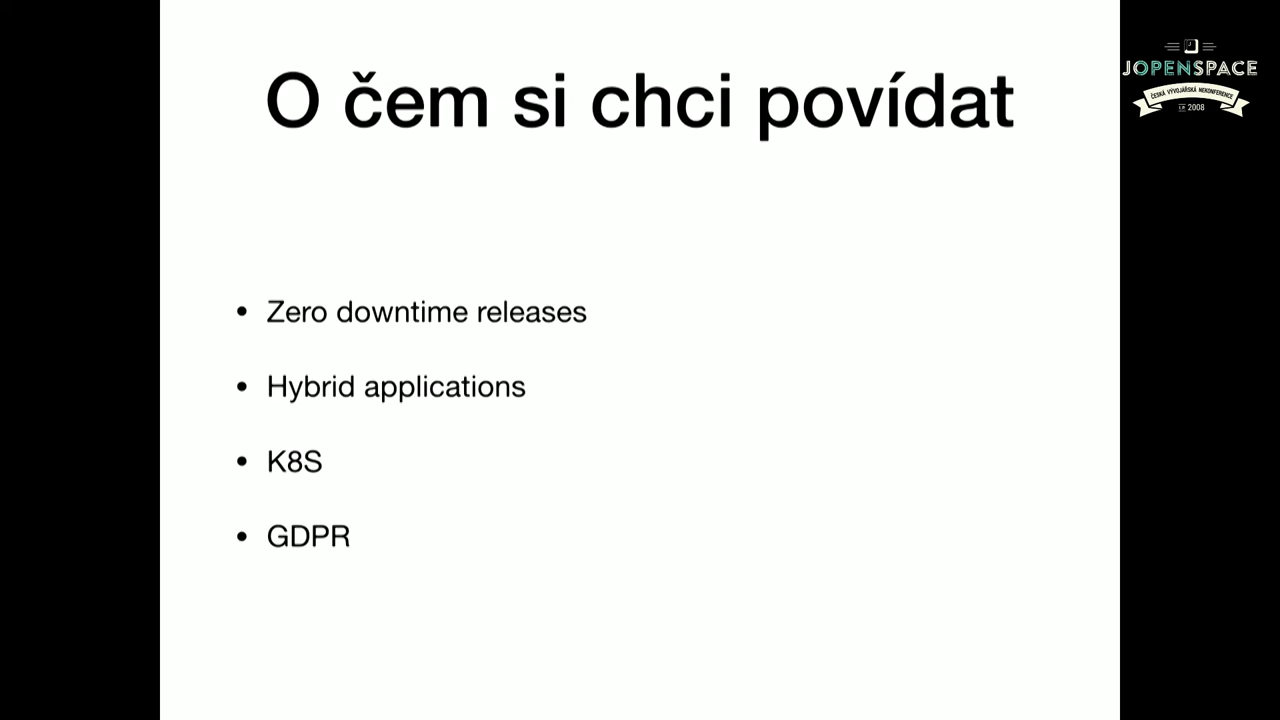 O čem si chci povídat
• Zero downtime releases
• Hybrid applications
• K8S
• GDPR
JOPENSPACE
ČESKÁ VÝVOJÁŘSKÁ NEKONFERENCE
2008